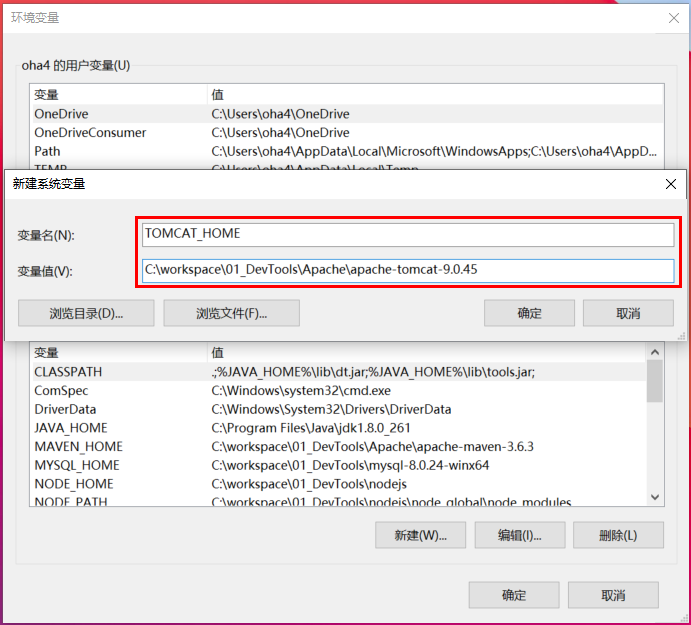 环境变量
oha4 的用户变量(U)
变量 值
OneDrive C:\Users\oha4\OneDrive
OneDriveConsumer C:\Users\oha4\OneDrive
Path C:\Users\oha4\AppData\Local\Microsoft\WindowsApps;C:\Users\oha4\AppD...
TEMP C:\Users\oha4\AppData\Local\Temp
新建系统变量
变量名(N): TOMCAT_HOME
变量值(V): C:\workspace\01_DevTools\Apache\apache-tomcat-9.0.45
浏览目录(D)... 浏览文件(F)... 确定 取消
变量 值
CLASSPATH .;%JAVA_HOME%\lib\dt.jar;%JAVA_HOME%\lib\tools.jar;
ComSpec C:\Windows\system32\cmd.exe
DriverData C:\Windows\System32\Drivers\DriverData
JAVA_HOME C:\Program Files\Java\jdk1.8.0_261
MAVEN_HOME C:\workspace\01_DevTools\Apache\apache-maven-3.6.3
MYSQL_HOME C:\workspace\01_DevTools\mysql-8.0.24-winx64
NODE_HOME C:\workspace\01_DevTools\nodejs
NODE_PATH C:\workspace\01_DevTools\nodejs\node_global\node_modules
新建(W)... 编辑(I)... 删除(L)
确定 取消